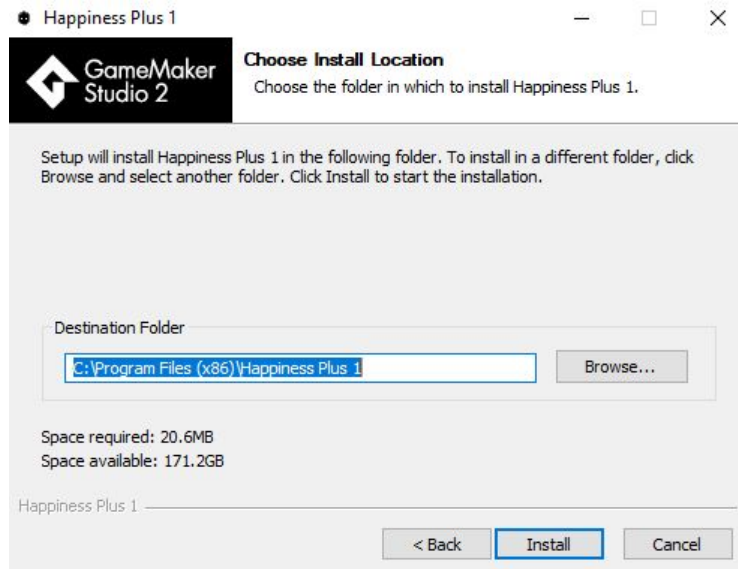 Happiness Plus 1
GameMaker
Studio 2
Choose Install Location
Choose the folder in which to install Happiness Plus 1.
Setup will install Happiness Plus 1 in the following folder. To install in a different folder, click
Browse and select another folder. Click Install to start the installation.
Destination Folder
C:\Program Files (x86)\Happiness Plus 1
Browse...
Space required: 20.6MB
Space available: 171.2GB
Happiness Plus 1
< Back
Install
Cancel